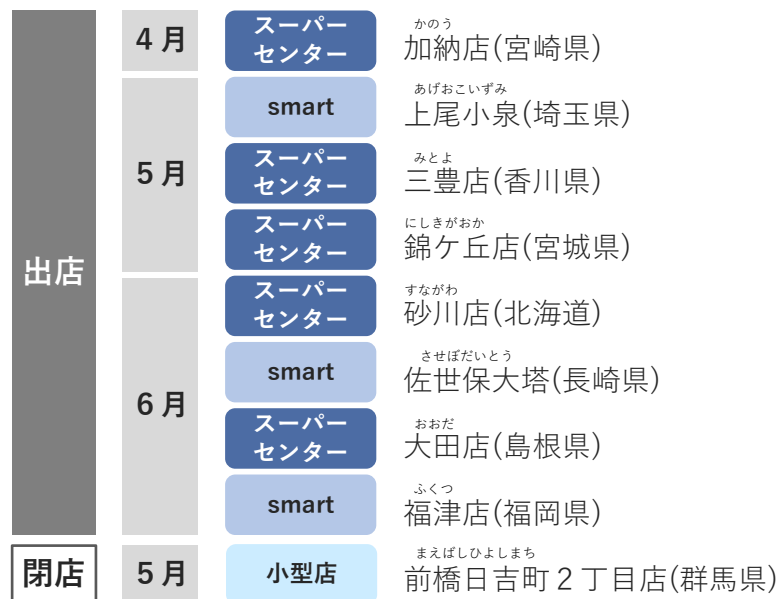 出店
4月
スーパー
センター
かのう
加納店(宮崎県)
5月
smart
あげおこいずみ
上尾小泉(埼玉県)
スーパー
センター
みとよ
三豊店(香川県)
スーパー
センター
にしきがおか
錦ケ丘店(宮城県)
6月
スーパー
センター
すながわ
砂川店(北海道)
smart
させぼだいとう
佐世保大塔(長崎県)
スーパー
センター
おおだ
大田店(島根県)
smart
ふくつ
福津店(福岡県)
閉店
5月
小型店
まえばしひよしまち
前橋日吉町2丁目店(群馬県)